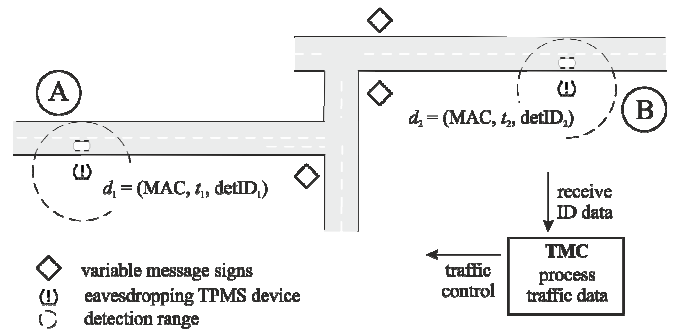 A
B
d₂ = (MAC, t₂, detID₂)
d₁ = (MAC, t₁, detID₁)
receive
ID data
TMC
process
traffic data
traffic
control
variable message signs
eavesdropping TPMS device
detection range